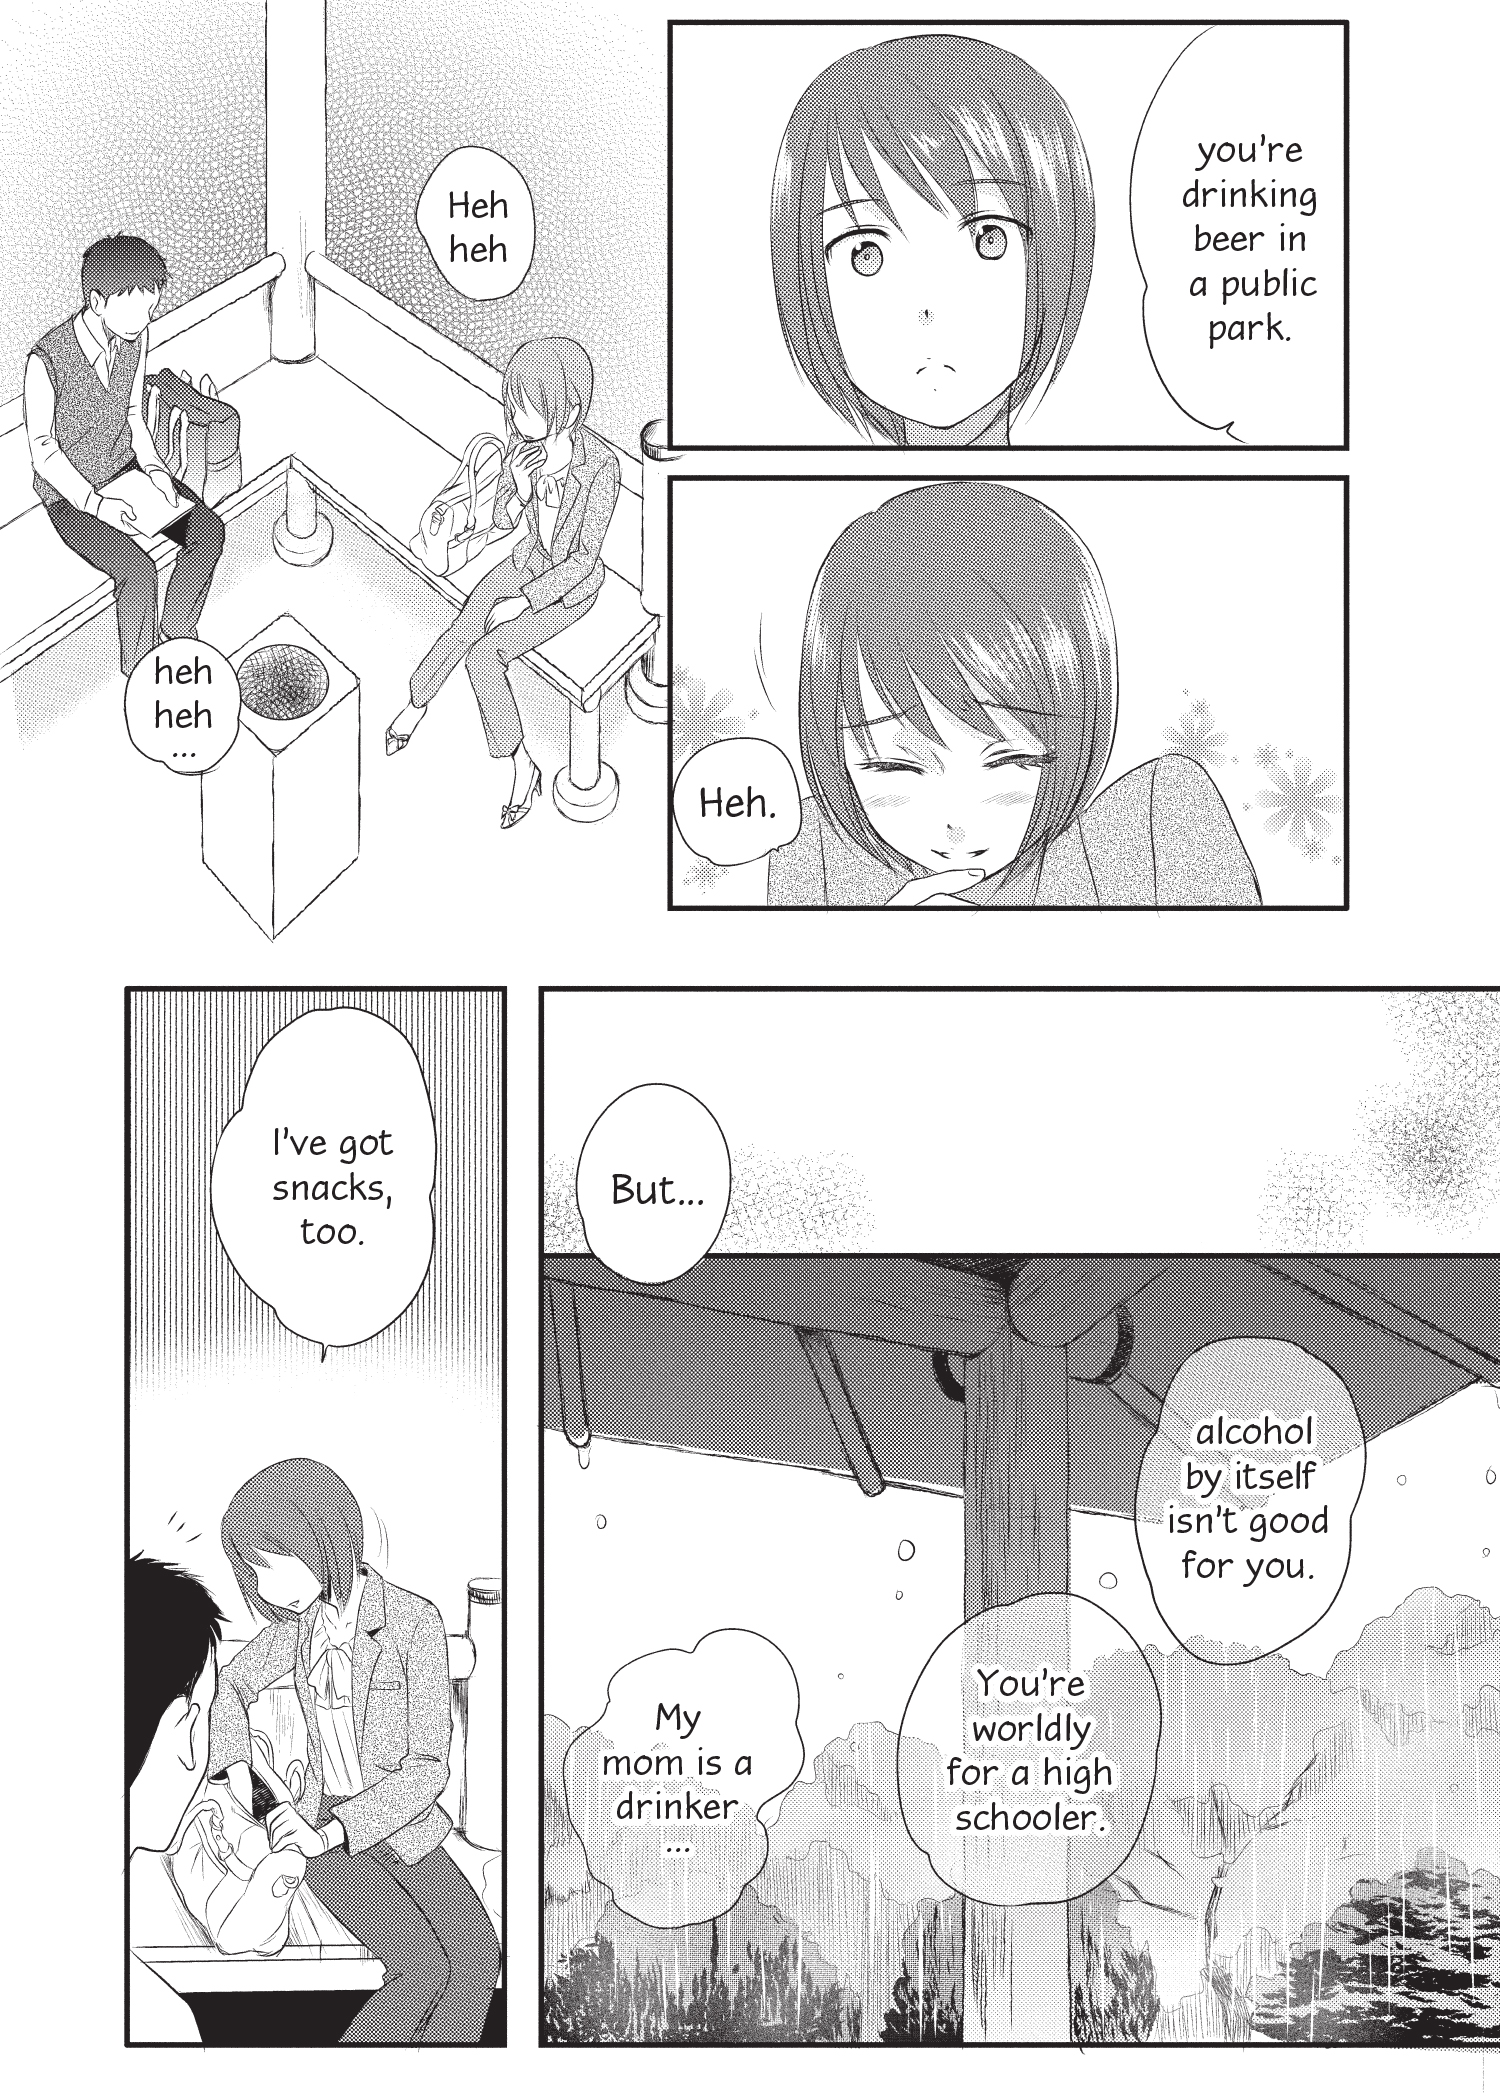 you're
drinking
beer in
a public
park.
Heh.
Heh
heh
heh
heh
...
But...
alcohol
by itself
isn't good
for you.
You're
worldly
for a high
schooler.
My
mom is a
drinker
...
I've got
snacks,
too.